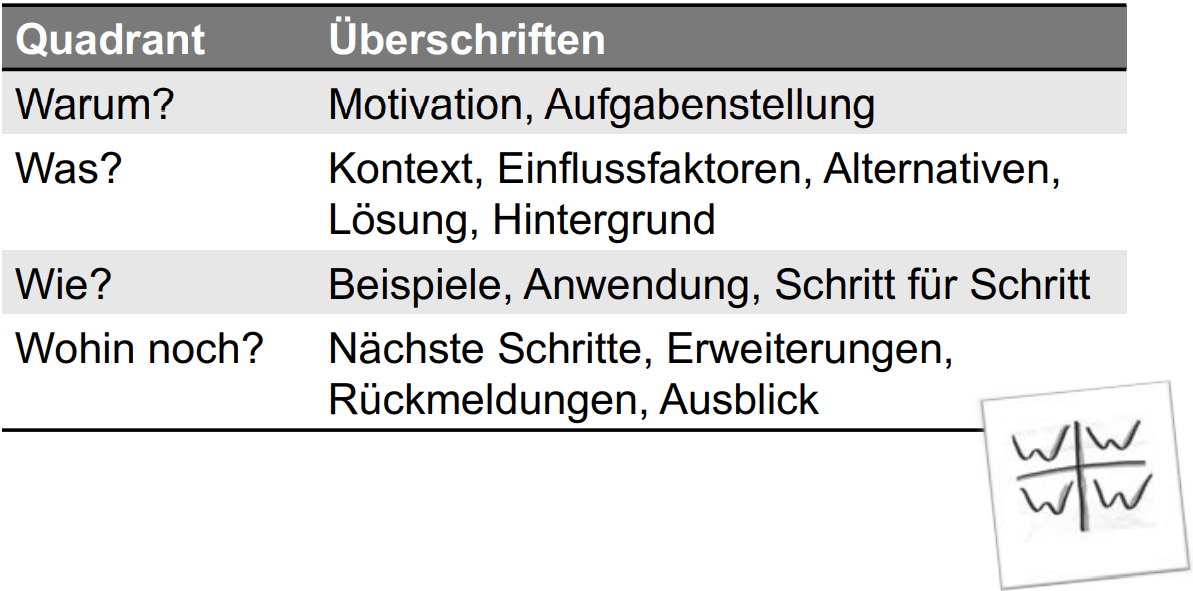 Quadrant Überschriften
Warum? Motivation, Aufgabenstellung
Was? Kontext, Einflussfaktoren, Alternativen,
Lösung, Hintergrund
Wie? Beispiele, Anwendung, Schritt für Schritt
Wohin noch? Nächste Schritte, Erweiterungen,
Rückmeldungen, Ausblick
W W
W W